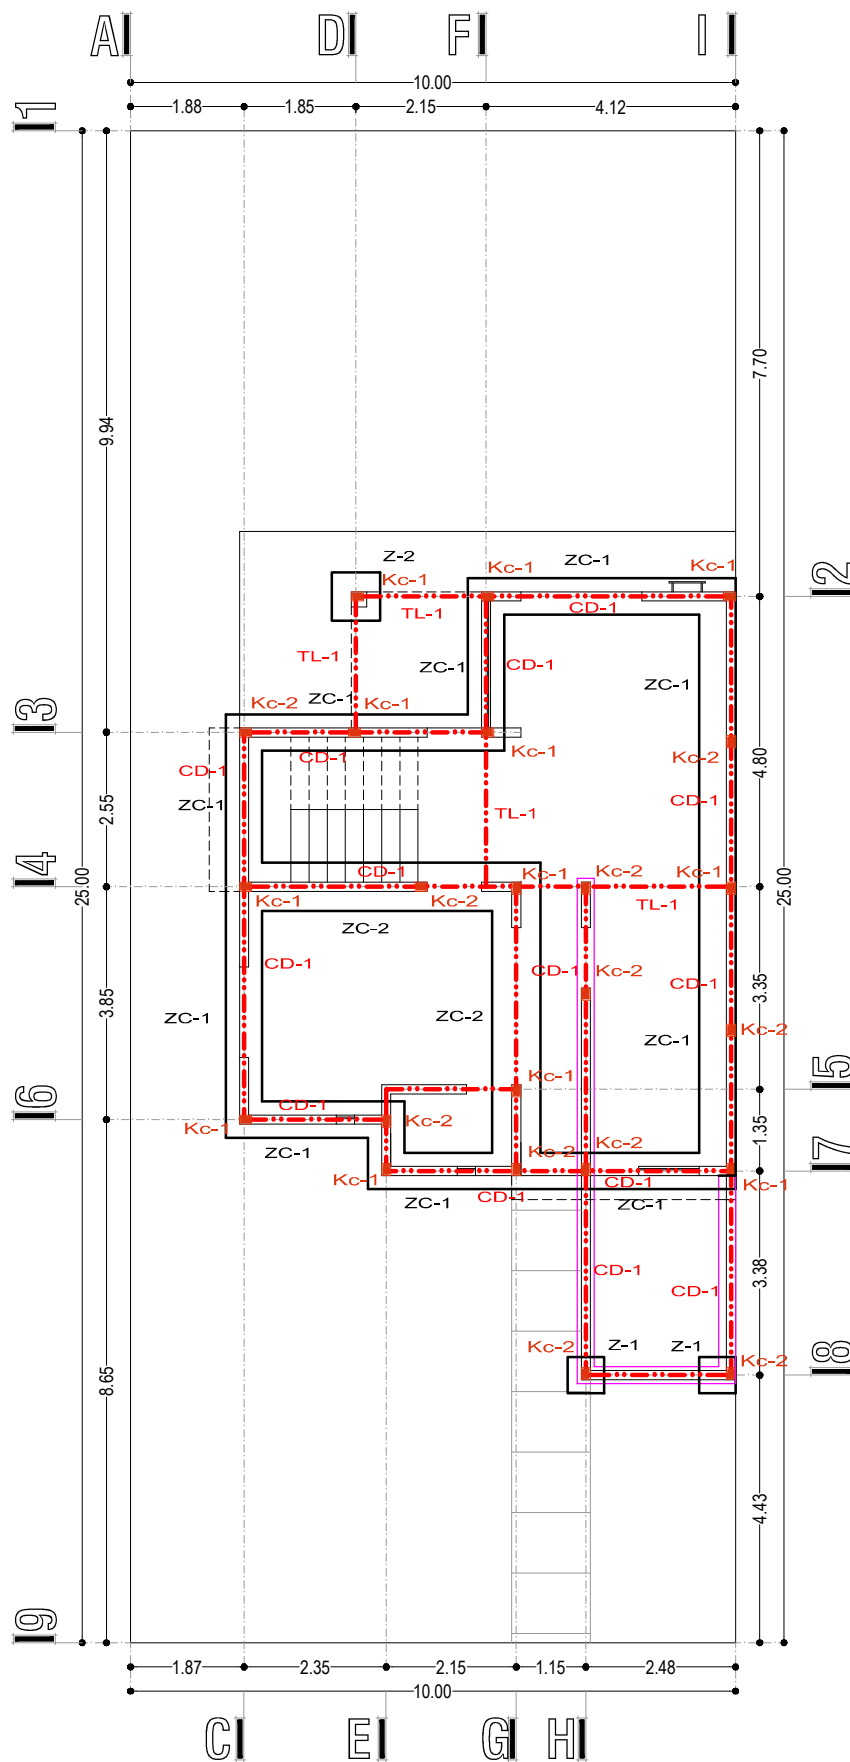 A D F I
10.00
1.88 1.85 2.15 4.12
1
7.70
9.94
Z-2 ZC-1
Kc-1 Kc-1 Kc-1
2
TL-1 CD-1
TL-1 ZC-1 CD-1 ZC-1
Kc-2 ZC-1 Kc-1
3
CD-1 CD-1 Kc-1 Kc-2
4.80
CD-1
ZC-1
2.55
TL-1
CD-1 Kc-1 Kc-2 Kc-1
4
25.00 25.00
Kc-1 Kc-2 TL-1
ZC-2
CD-1 CD-1 Kc-2 CD-1
3.35
ZC-1 ZC-2 Kc-2
3.85
ZC-1
Kc-1
5
CD-1
6
Kc-1 Kc-2
1.35
ZC-1 Kc-2 Kc-2
7
Kc-1 CD-1 CD-1 Kc-1
ZC-1 ZC-1
CD-1 CD-1
3.38
Kc-2 Z-1 Z-1 Kc-2
8
8.65
4.43
9
1.87 2.35 2.15 1.15 2.48
10.00
C E G H